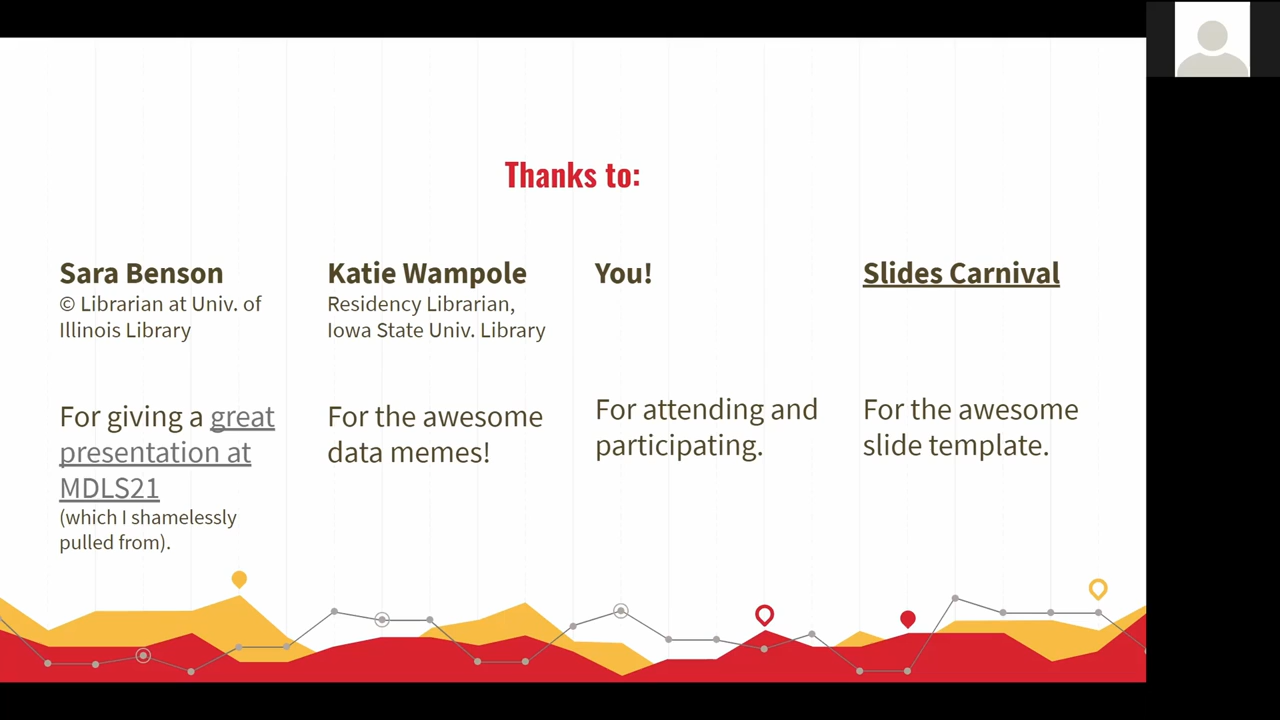 Thanks to:
Sara Benson
© Librarian at Univ. of
Illinois Library
For giving a great
presentation at
MDLS21
(which I shamelessly
pulled from).
Katie Wampole
Residency Librarian,
Iowa State Univ. Library
For the awesome
data memes!
You!
For attending and
participating.
Slides Carnival
For the awesome
slide template.